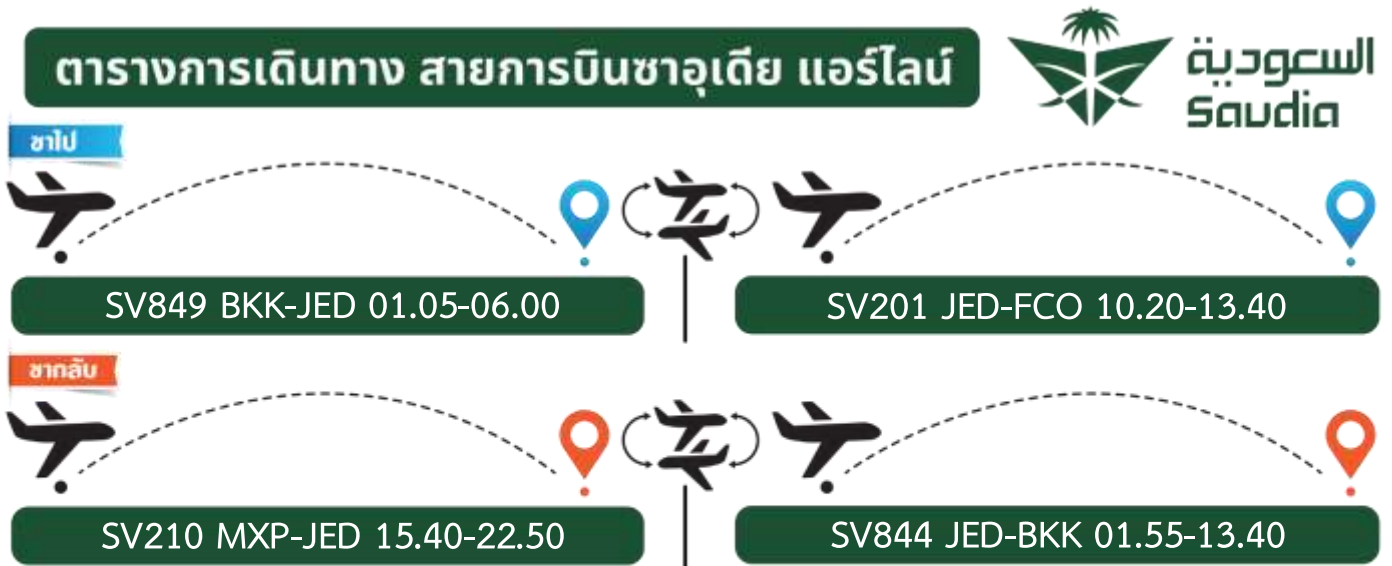 ตารางการเดินทาง สายการบินซาอุเดีย แอร์ไลน์
السعودية
Saudia
ขาไป
SV849 BKK-JED 01.05-06.00
SV201 JED-FCO 10.20-13.40
ขากลับ
SV210 MXP-JED 15.40-22.50
SV844 JED-BKK 01.55-13.40